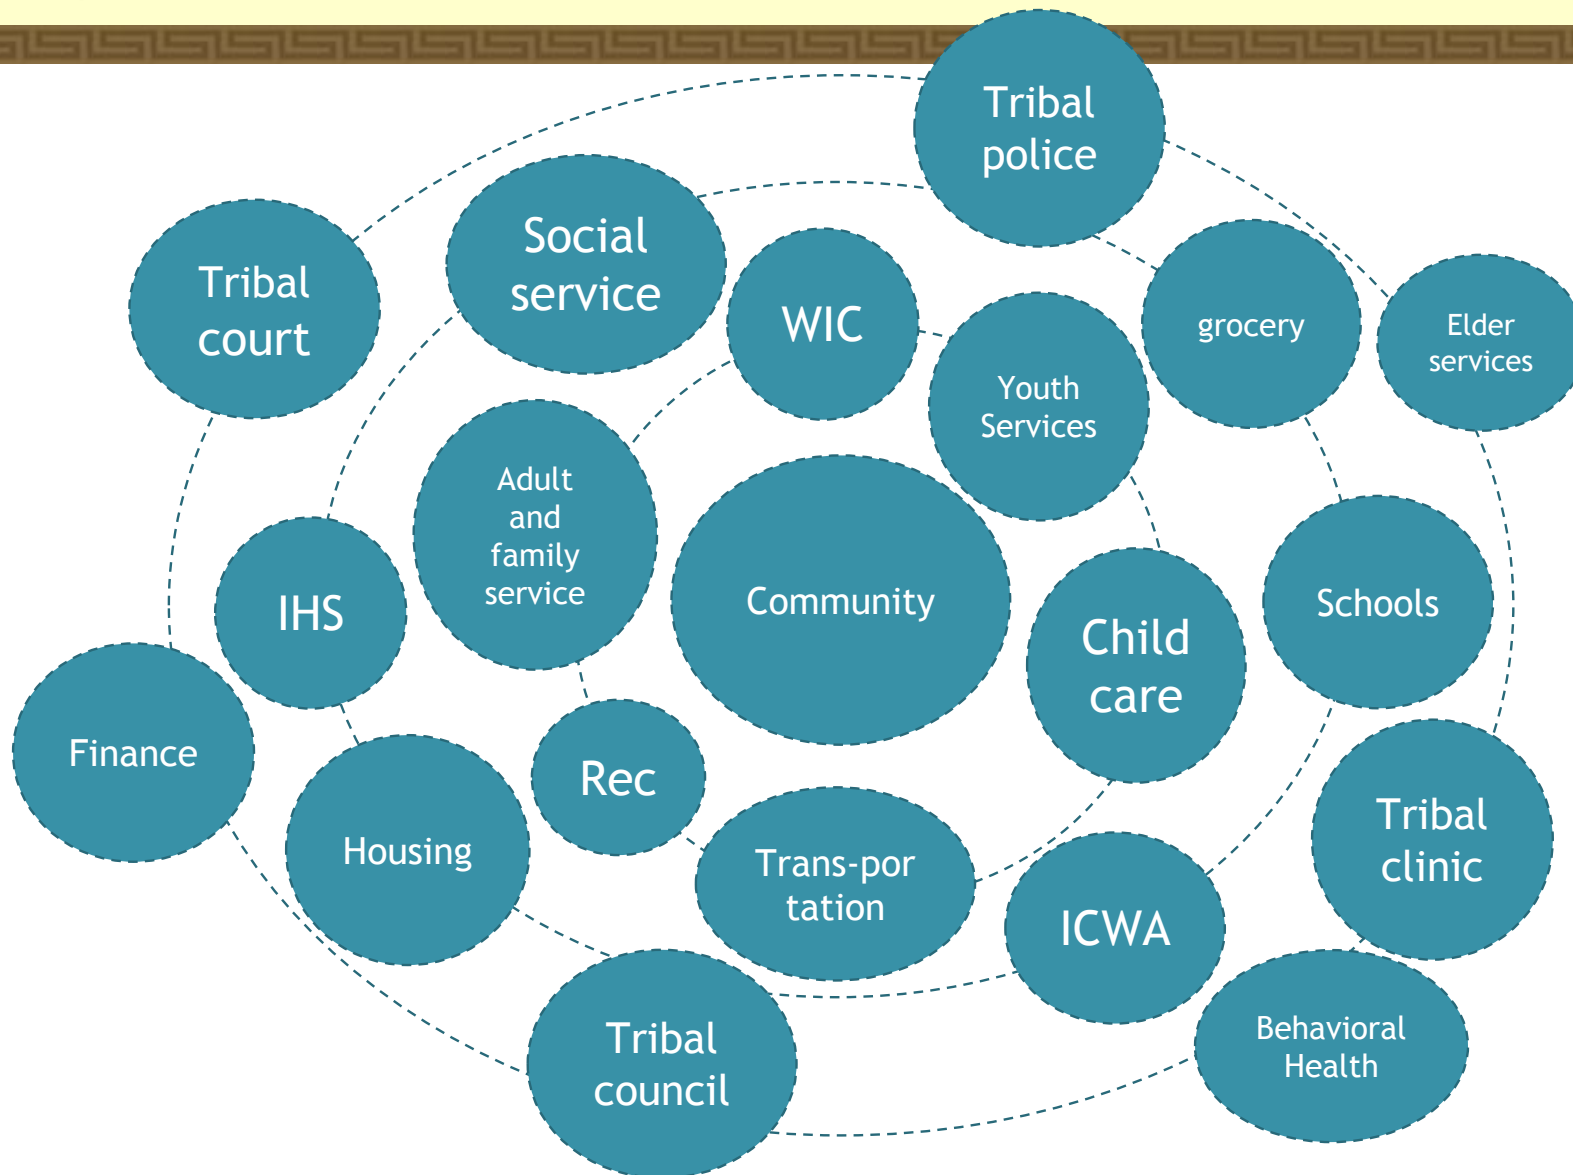 Tribal
police
Social
service
Tribal
court
WIC
grocery
Elder
services
Youth
Services
Adult
and
family
service
Community
IHS
Schools
Child
care
Finance
Rec
Housing
Trans-por
tation
Tribal
clinic
ICWA
Tribal
council
Behavioral
Health